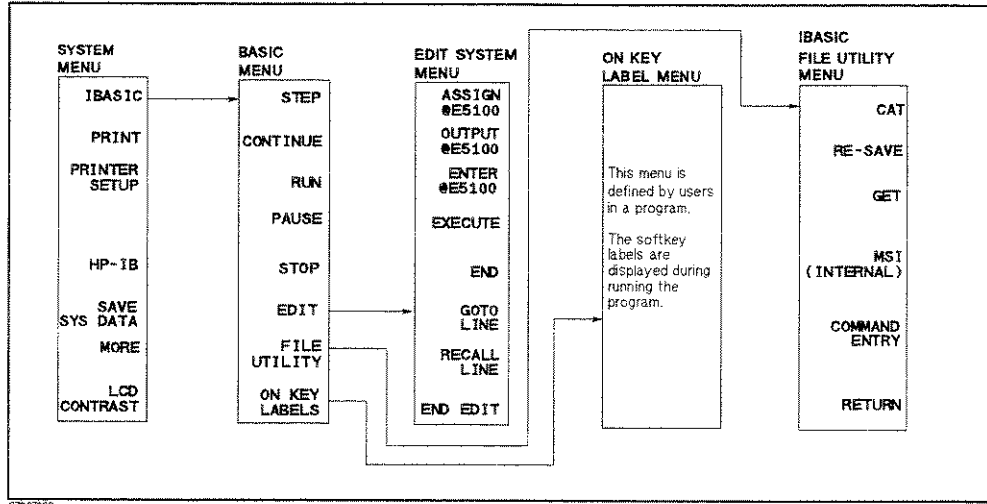 SYSTEM
MENU
IBASIC
PRINT
PRINTER
SETUP
HP-IB
SAVE
SYS DATA
MORE
LCD
CONTRAST
BASIC
MENU
STEP
CONTINUE
RUN
PAUSE
STOP
EDIT
FILE
UTILITY
ON KEY
LABELS
EDIT SYSTEM
MENU
ASSIGN
@E5100
OUTPUT
@E5100
ENTER
@E5100
EXECUTE
END
GOTO
LINE
RECALL
LINE
END EDIT
ON KEY
LABEL MENU
This menu is
defined by users
in a program.
The softkey
labels are
displayed during
running the
program.
IBASIC
FILE UTILITY
MENU
CAT
RE-SAVE
GET
MSI
(INTERNAL)
COMMAND
ENTRY
RETURN